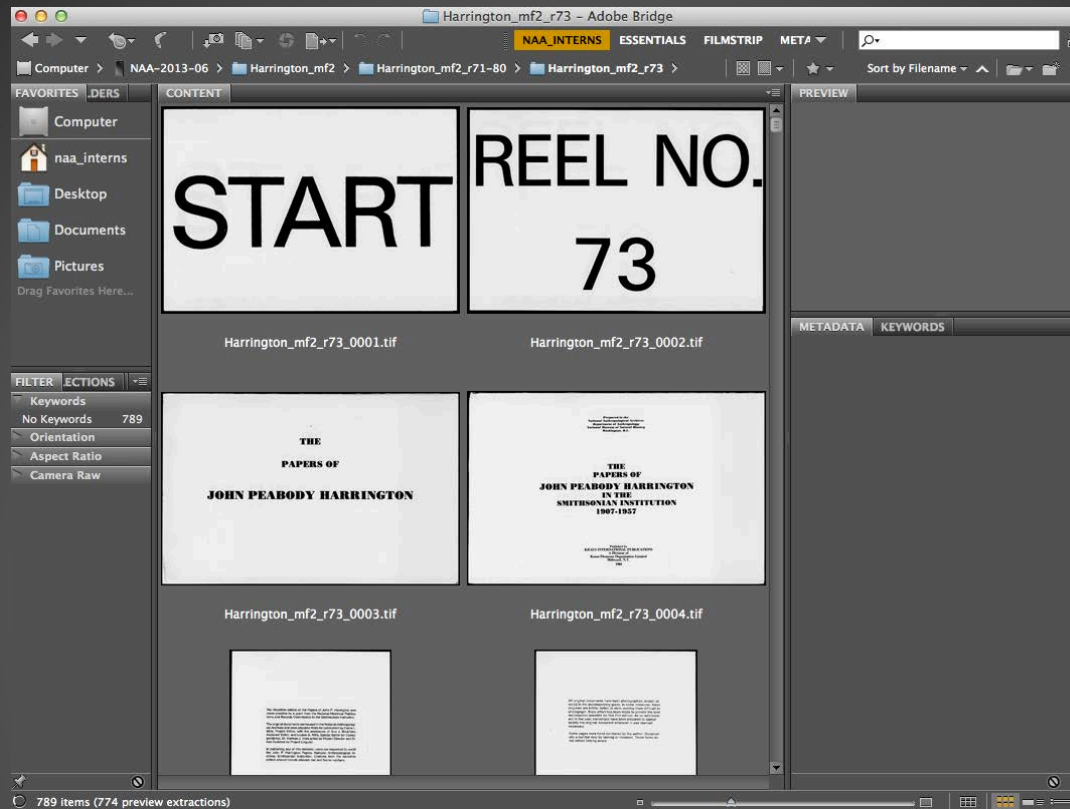 Harrington_mf2_r73 – Adobe Bridge
NAA_INTERNS ESSENTIALS FILMSTRIP META
Computer > NAA-2013-06 > Harrington_mf2 > Harrington_mf2_r71-80 > Harrington_mf2_r73 >
Sort by Filename
FAVORITES .DERS
Computer
naa_interns
Desktop
Documents
Pictures
Drag Favorites Here...
FILTER .ECTIONS
Keywords
No Keywords 789
Orientation
Aspect Ratio
Camera Raw
CONTENT
START
Harrington_mf2_r73_0001.tif
REEL NO.
73
Harrington_mf2_r73_0002.tif
THE
PAPERS OF
JOHN PEABODY HARRINGTON
Harrington_mf2_r73_0003.tif
THE
PAPERS OF
JOHN PEABODY HARRINGTON
IN THE
SMITHSONIAN INSTITUTION
1907-1957
Harrington_mf2_r73_0004.tif
PREVIEW
METADATA KEYWORDS
789 items (774 preview extractions)